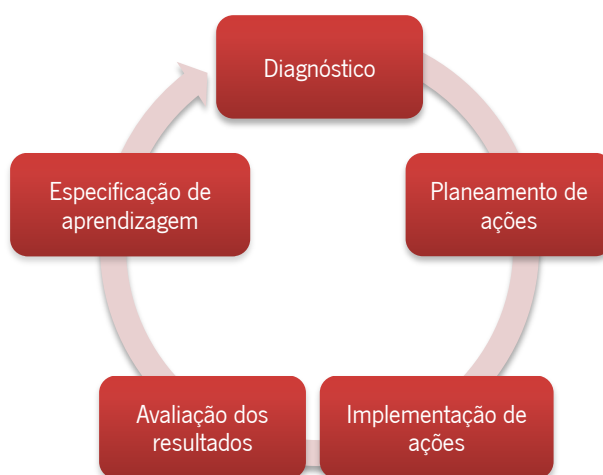 Diagnóstico
Planeamento de
ações
Implementação de
ações
Avaliação dos
resultados
Especificação de
aprendizagem